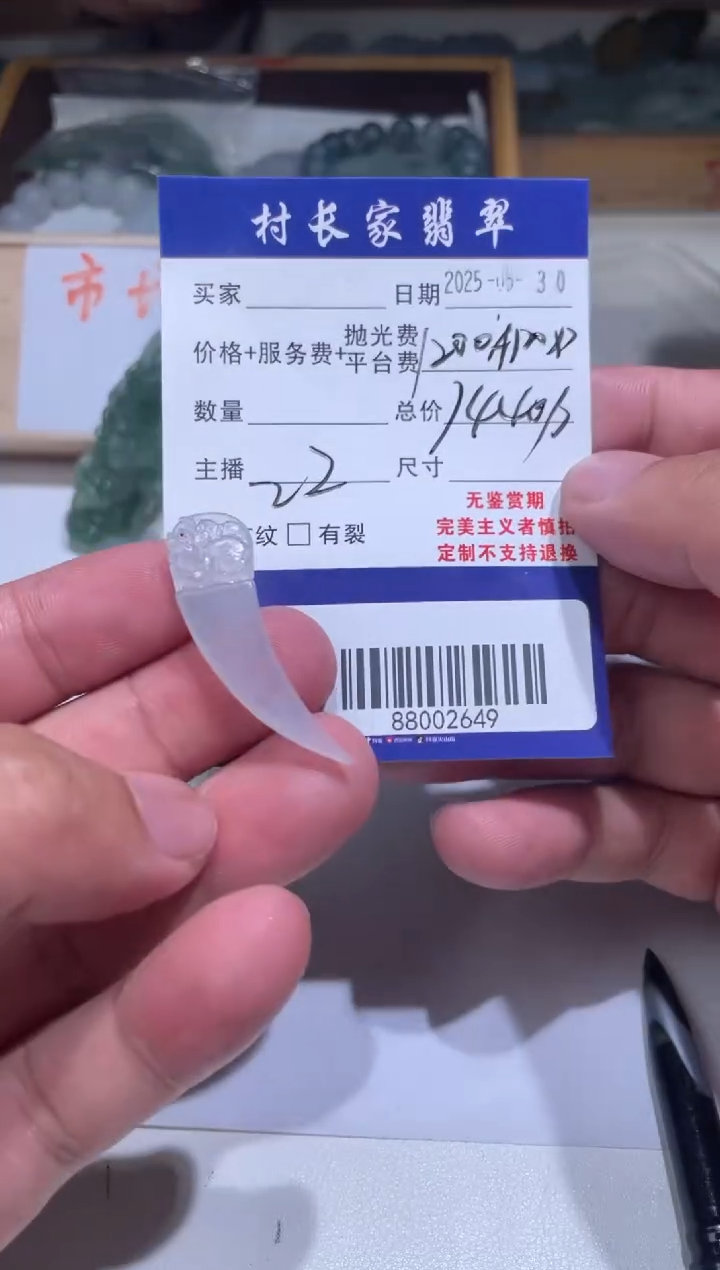 村长家翡翠
买家 日期 2025- - 30
价格+服务费+抛光费
平台费
数量 总价
主播 22 尺寸
无鉴赏期
纹 □ 有裂 完美主义者慎拍
定制不支持退换
88002649
市